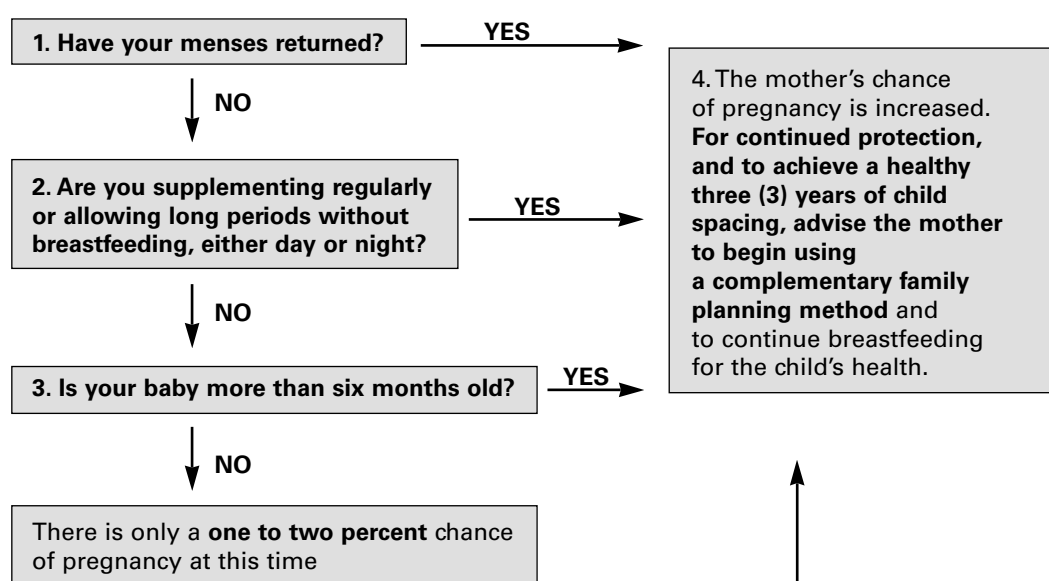 1. Have your menses returned?
YES
NO
2. Are you supplementing regularly
or allowing long periods without
breastfeeding, either day or night?
YES
NO
3. Is your baby more than six months old?
YES
NO
There is only a one to two percent chance
of pregnancy at this time
4. The mother’s chance
of pregnancy is increased.
For continued protection,
and to achieve a healthy
three (3) years of child
spacing, advise the mother
to begin using
a complementary family
planning method and
to continue breastfeeding
for the child’s health.